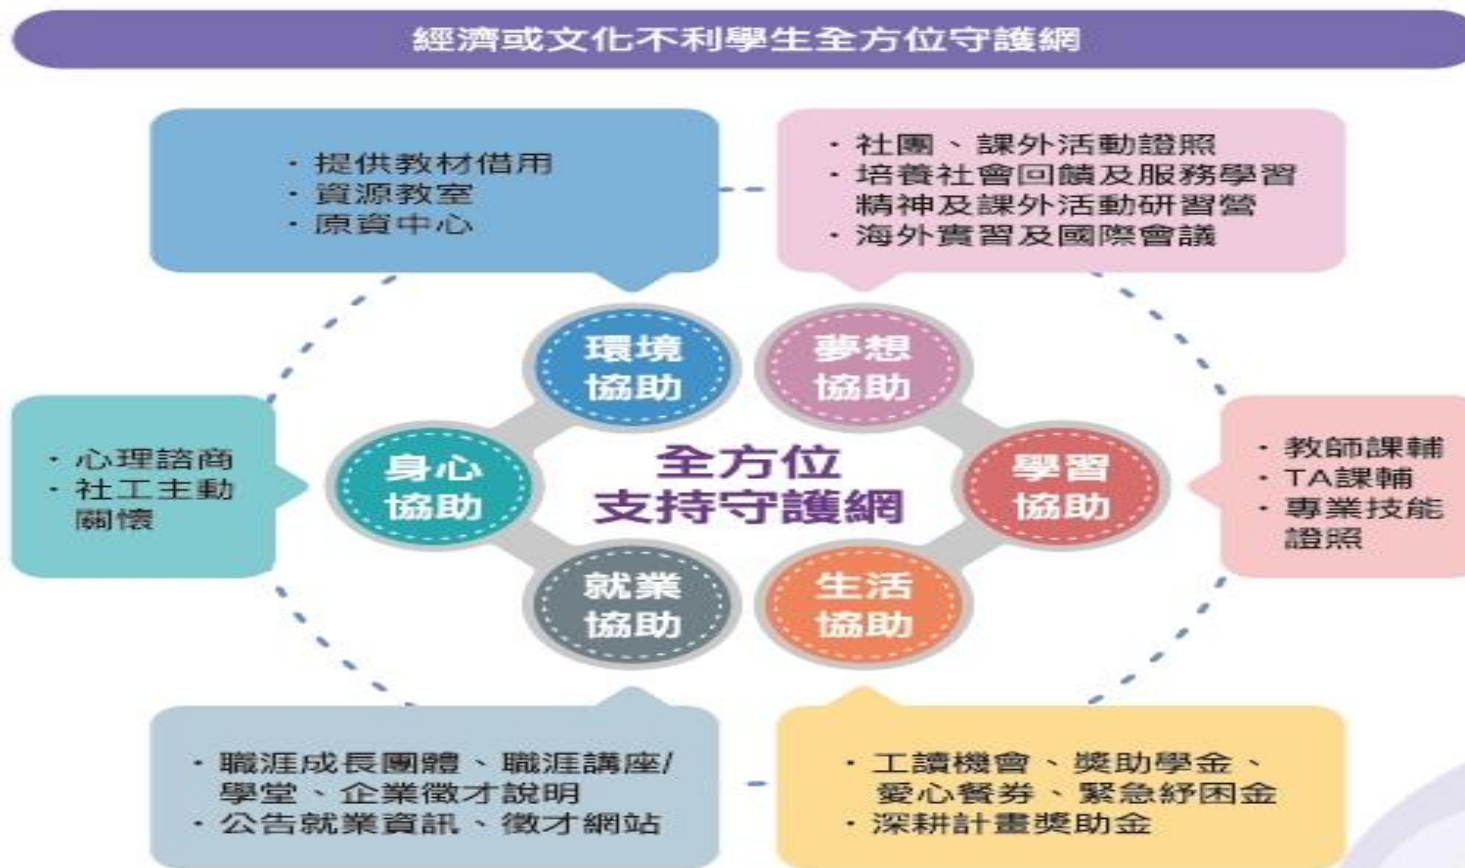 經濟或文化不利學生全方位守護網
・提供教材借用
・資源教室
・原資中心
・社團、課外活動證照
・培養社會回饋及服務學習
精神及課外活動研習營
・海外實習及國際會議
環境
協助
夢想
協助
・心理諮商
・社工主動
關懷
身心
協助
全方位
支持守護網
學習
協助
・教師課輔
・TA課輔
・專業技能
證照
就業
協助
生活
協助
・職涯成長團體、職涯講座/
學堂、企業徵才說明
・公告就業資訊、徵才網站
・工讀機會、獎助學金、
愛心餐券、緊急紓困金
・深耕計畫獎助金